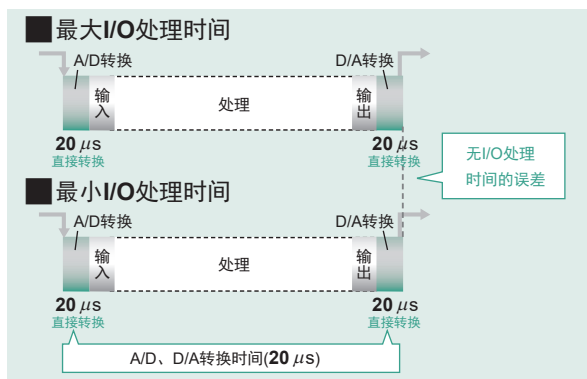 最大I/O处理时间
A/D转换
D/A转换
输入
处理
输出
20 μs
直接转换
20 μs
直接转换
无I/O处理
时间的误差
最小I/O处理时间
A/D转换
D/A转换
输入
处理
输出
20 μs
直接转换
20 μs
直接转换
A/D、D/A转换时间(20 μs)